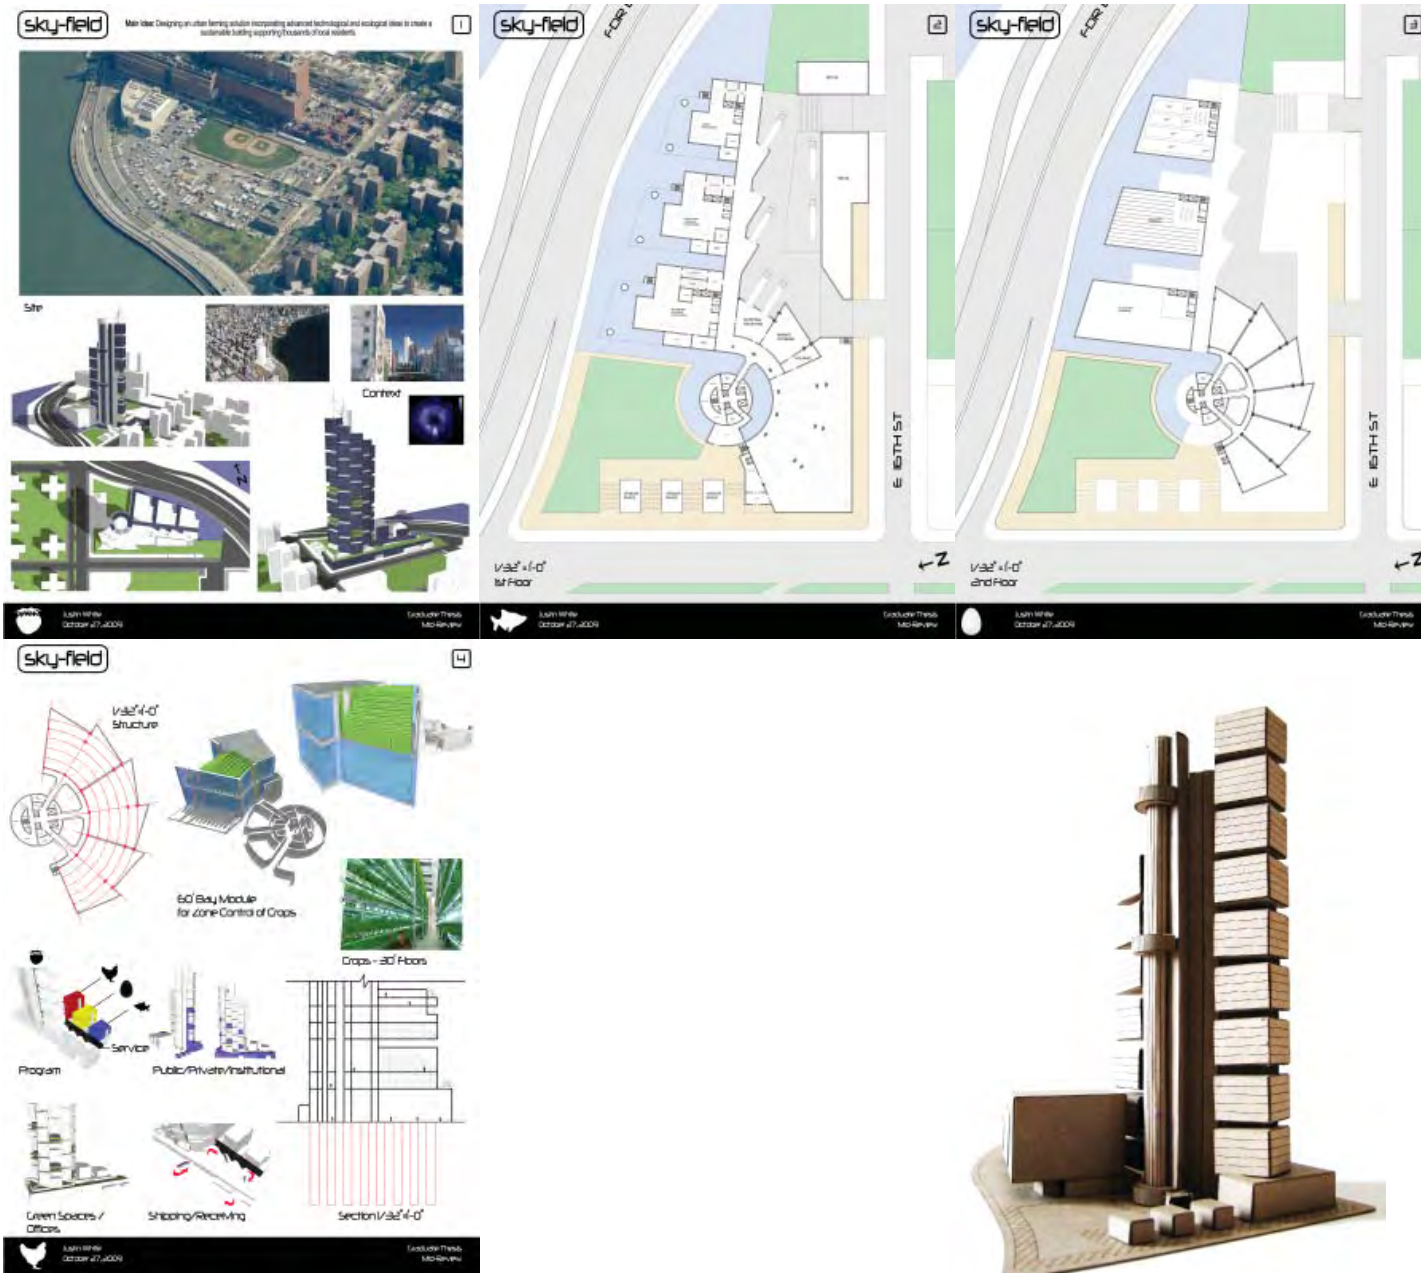 sky-field
Main Idea: Designing an urban farming solution incorporating advanced technological and ecological ideas to create a
sustainable building supporting thousands of local residents.
1
Site
Context
N
Justin White
October 27, 2009
Graduate Thesis
Mid-Review
sky-field
2
FDR
E 16TH ST
N
1/32" = 1'-0"
1st Floor
Justin White
October 27, 2009
Graduate Thesis
Mid-Review
sky-field
3
FDR
E 16TH ST
N
1/32" = 1'-0"
2nd Floor
Justin White
October 27, 2009
Graduate Thesis
Mid-Review
sky-field
4
1/32"=1'-0"
Structure
60' Bay Module
for Zone Control of Crops
Crops - 30' Floors
Service
Program
Public/Private/Institutional
Green Spaces /
Offices
Shipping/Receiving
Section 1/32"=1'-0"
Justin White
October 27, 2009
Graduate Thesis
Mid-Review